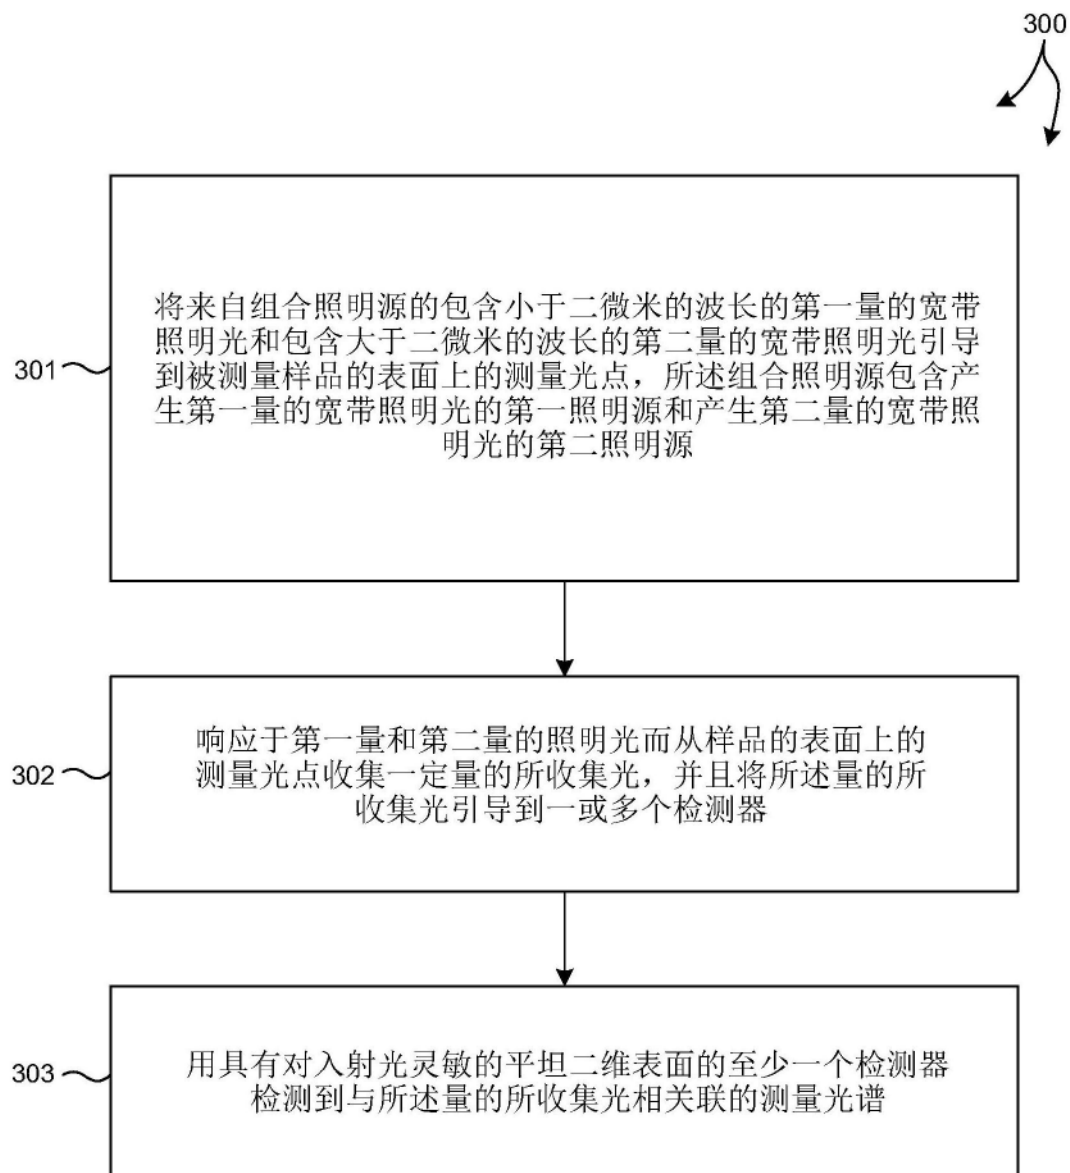 300
将来自组合照明源的包含小于二微米的波长的第一量的宽带
照明光和包含大于二微米的波长的第二量的宽带照明光引导
到被测量样品的表面上的测量光点，所述组合照明源包含产
生第一量的宽带照明光的第一照明源和产生第二量的宽带照
明光的第二照明源
301
响应于第一量和第二量的照明光而从样品的表面上的
测量光点收集一定量的所收集光，并且将所述量的所
收集光引导到一或多个检测器
302
用具有对入射光灵敏的平坦二维表面的至少一个检测器
检测到与所述量的所收集光相关联的测量光谱
303